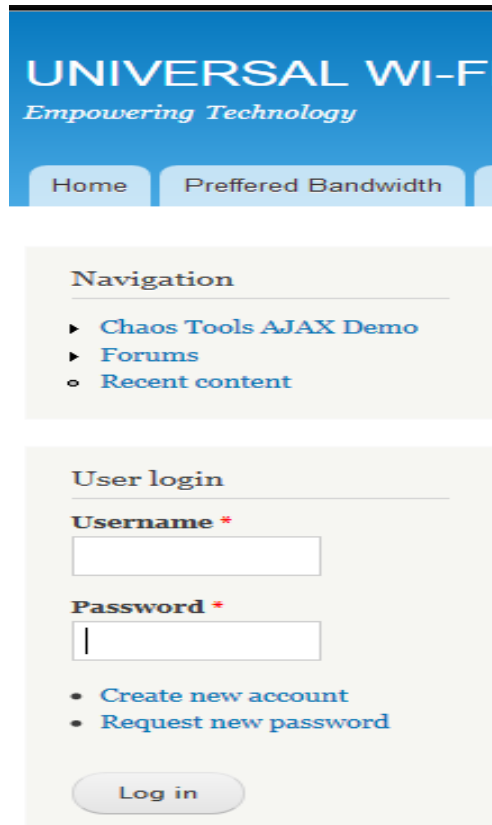 UNIVERSAL WI-F
Empowering Technology
Home Preffered Bandwidth
Navigation
Chaos Tools AJAX Demo
Forums
Recent content
User login
Username *
Password *
Create new account
Request new password
Log in